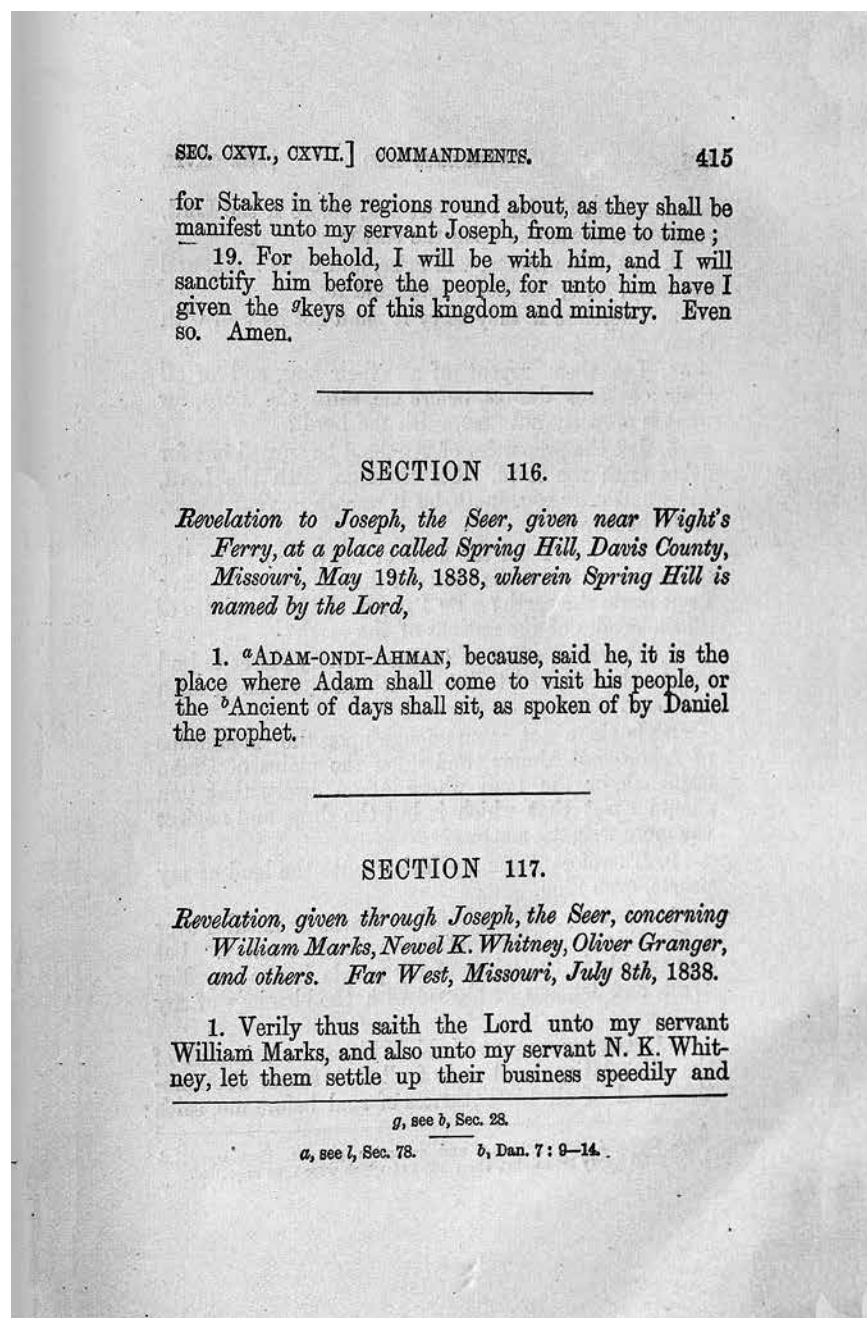 SEC. CXVI., CXVII.] COMMANDMENTS. 415
for Stakes in the regions round about, as they shall be
manifest unto my servant Joseph, from time to time ;
19. For behold, I will be with him, and I will
sanctify him before the people, for unto him have I
given the gkeys of this kingdom and ministry. Even
so. Amen.
SECTION 116.
Revelation to Joseph, the Seer, given near Wight's
Ferry, at a place called Spring Hill, Davis County,
Missouri, May 19th, 1838, wherein Spring Hill is
named by the Lord,
1. aADAM-ONDI-AHMAN, because, said he, it is the
place where Adam shall come to visit his people, or
the bAncient of days shall sit, as spoken of by Daniel
the prophet.
SECTION 117.
Revelation, given through Joseph, the Seer, concerning
William Marks, Newel K. Whitney, Oliver Granger,
and others. Far West, Missouri, July 8th, 1838.
1. Verily thus saith the Lord unto my servant
William Marks, and also unto my servant N. K. Whit-
ney, let them settle up their business speedily and
g, see b, Sec. 28.
a, see l, Sec. 78. b, Dan. 7 : 9—14.